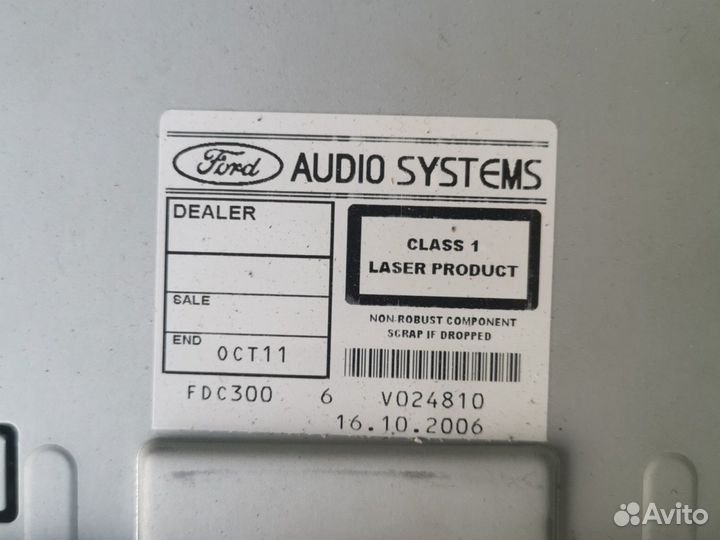 Ford AUDIO SYSTEMS
DEALER
SALE
END OCT11
CLASS 1
LASER PRODUCT
NON-ROBUST COMPONENT
SCRAP IF DROPPED
FDC300 6 V024810
16.10.2006
Avito